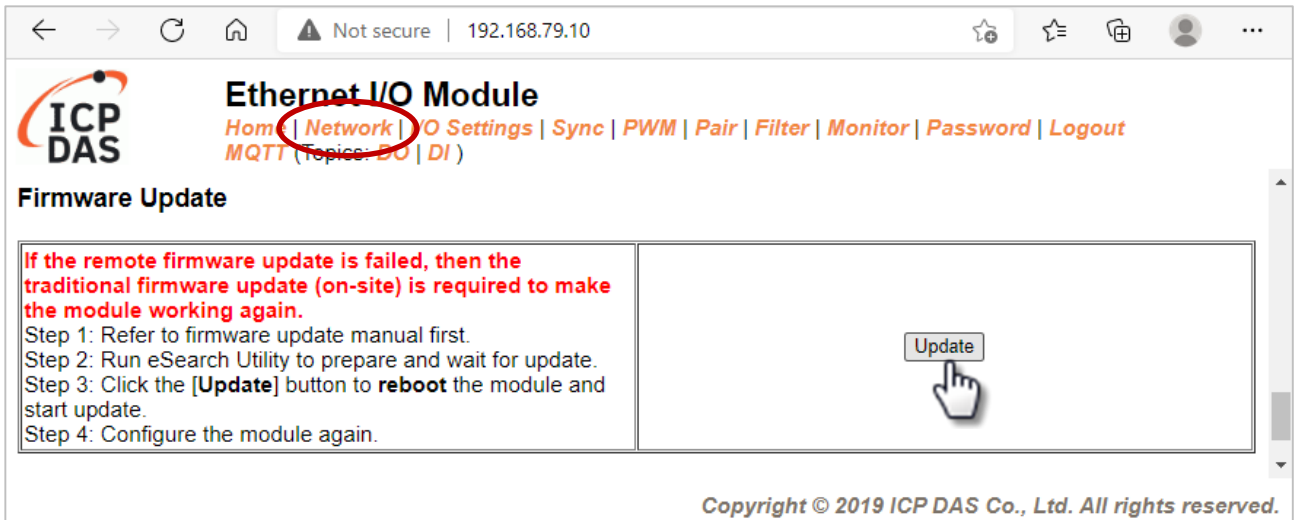 Not secure | 192.168.79.10
ICP
DAS
Ethernet I/O Module
Home | Network | I/O Settings | Sync | PWM | Pair | Filter | Monitor | Password | Logout
MQTT (Topics: DO | DI )
Firmware Update
If the remote firmware update is failed, then the
traditional firmware update (on-site) is required to make
the module working again.
Step 1: Refer to firmware update manual first.
Step 2: Run eSearch Utility to prepare and wait for update.
Step 3: Click the [Update] button to reboot the module and
start update.
Step 4: Configure the module again.
Update
Copyright © 2019 ICP DAS Co., Ltd. All rights reserved.